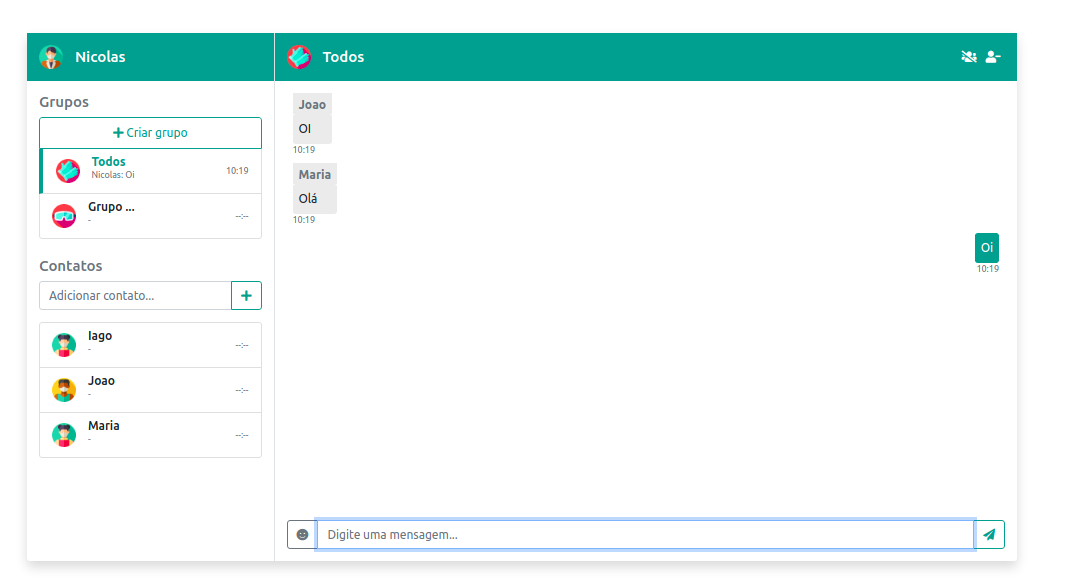 Nicolas
Todos
Grupos
Criar grupo
Todos
Nicolas: Oi
10:19
Grupo ...
-
--:--
Contatos
Adicionar contato...
Iago
-
--:--
Joao
-
--:--
Maria
-
--:--
Joao
OI
10:19
Maria
Olá
10:19
Oi
10:19
Digite uma mensagem...